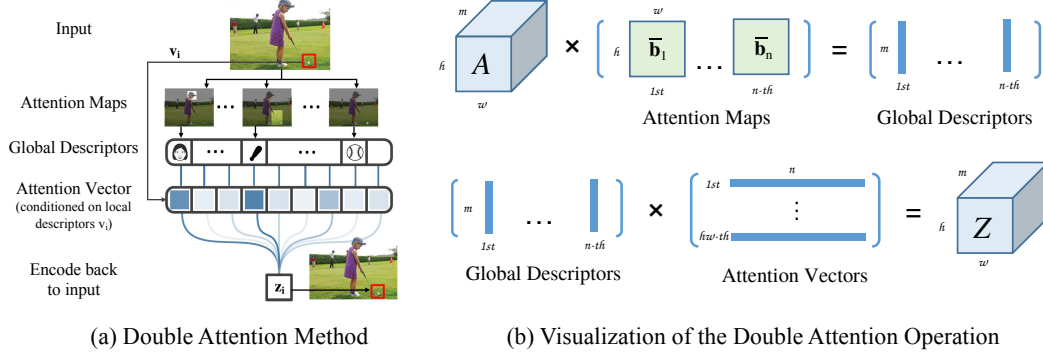 Input
v_i
Attention Maps
... ...
Global Descriptors
... ...
Attention Vector
(conditioned on local
descriptors v_i)
Encode back
to input
z_i
(a) Double Attention Method
m
h
A
w
×
w
h
b̄_1
1st
...
b̄_n
n-th
Attention Maps
=
m
1st
...
n-th
Global Descriptors
m
1st
...
n-th
Global Descriptors
×
n
1st
⋮
hw-th
Attention Vectors
=
m
h
Z
w
(b) Visualization of the Double Attention Operation